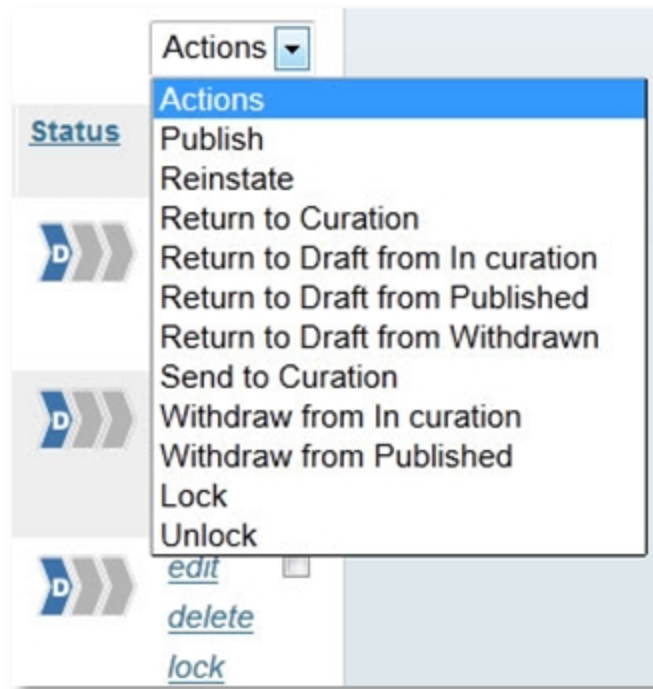 Actions
Actions
Status
Publish
Reinstate
Return to Curation
D
Return to Draft from In curation
Return to Draft from Published
Return to Draft from Withdrawn
Send to Curation
D
Withdraw from In curation
Withdraw from Published
Lock
Unlock
D
edit
delete
lock